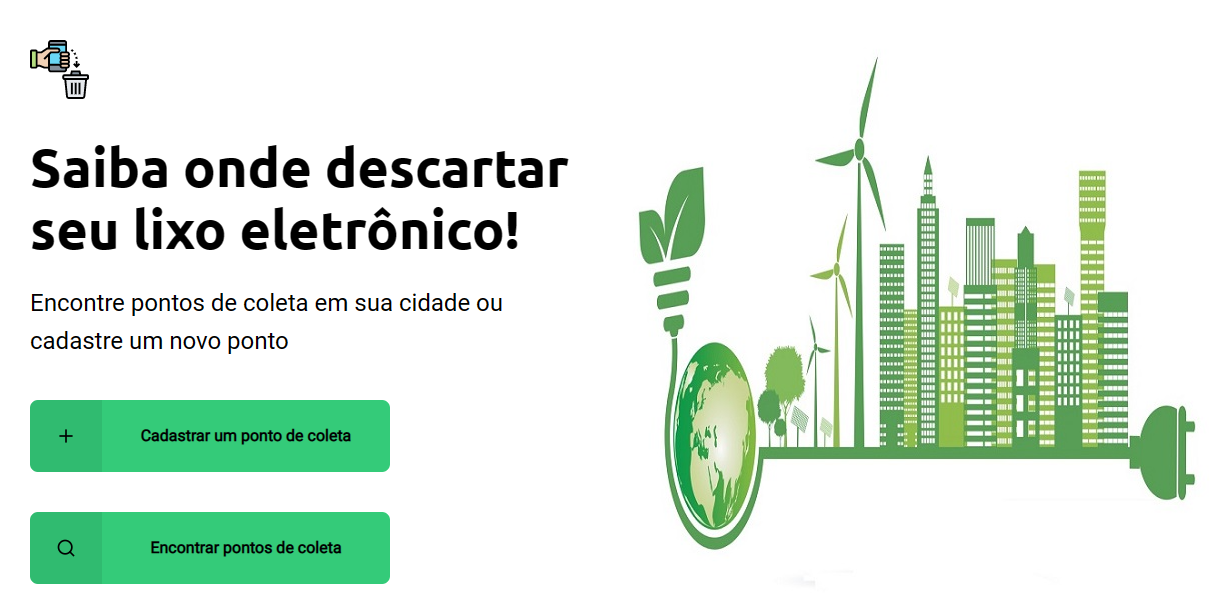 Saiba onde descartar
seu lixo eletrônico!
Encontre pontos de coleta em sua cidade ou
cadastre um novo ponto
Cadastrar um ponto de coleta
Encontrar pontos de coleta